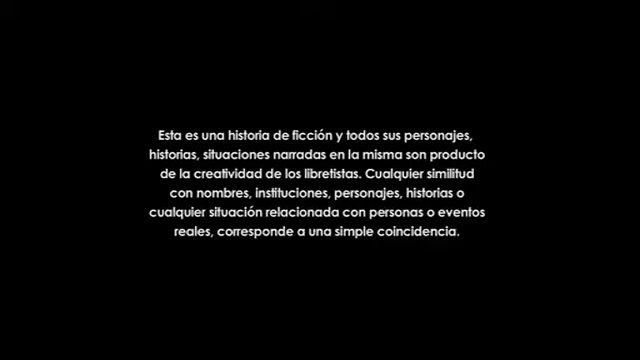 Esta es una historia de ficción y todos sus personajes,
historias, situaciones narradas en la misma son producto
de la creatividad de los libretistas. Cualquier similitud
con nombres, instituciones, personajes, historias o
cualquier situación relacionada con personas o eventos
reales, corresponde a una simple coincidencia.